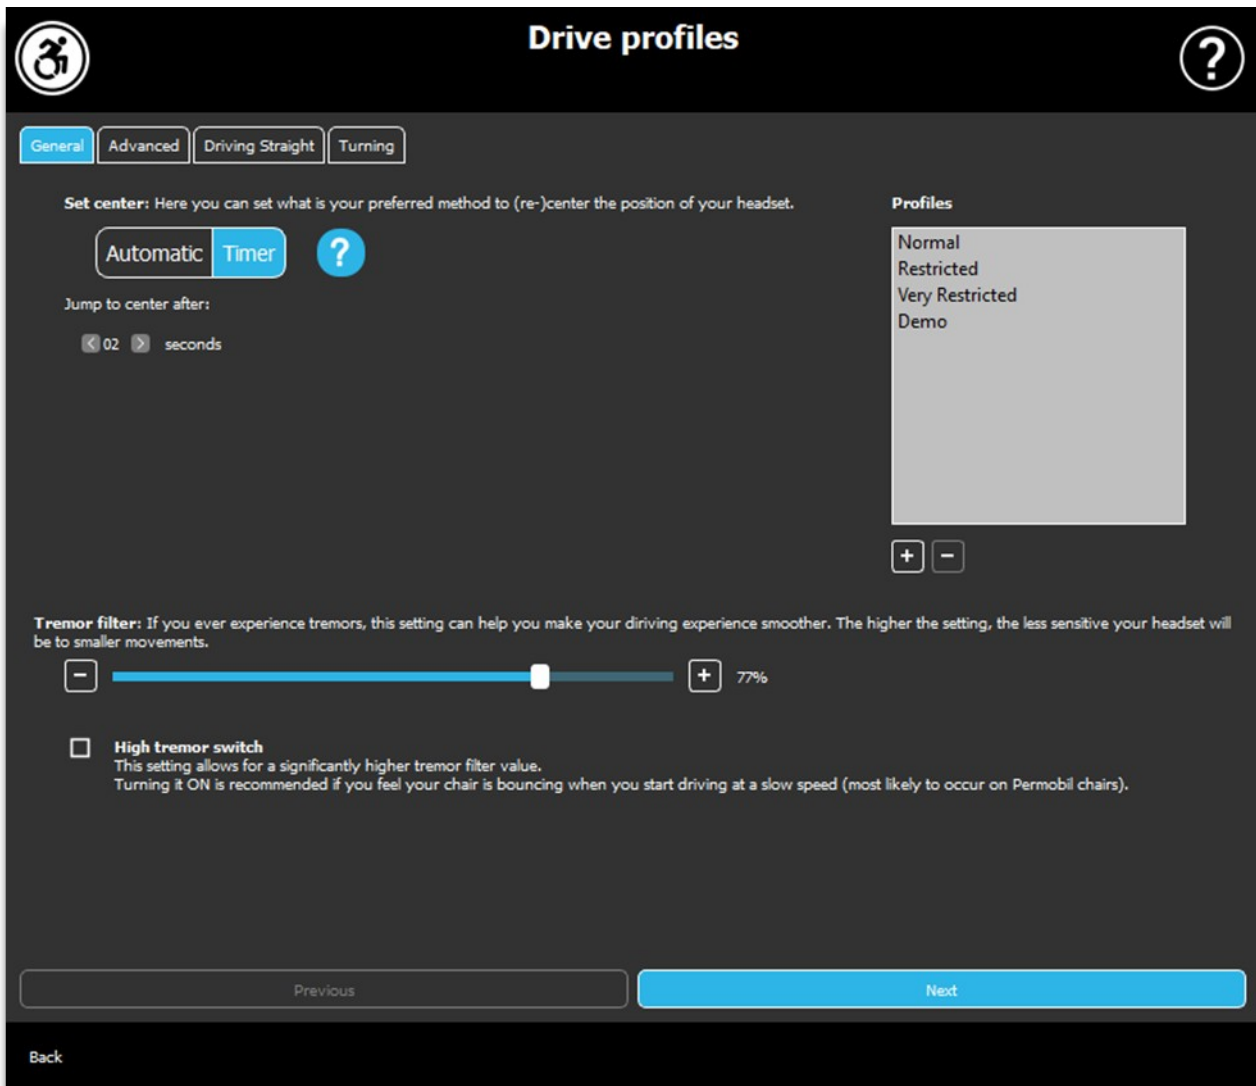 Drive profiles
?
General
Advanced
Driving Straight
Turning
Set center: Here you can set what is your preferred method to (re-)center the position of your headset.
Automatic
Timer
?
Jump to center after:
< 02 > seconds
Profiles
Normal
Restricted
Very Restricted
Demo
+
−
Tremor filter: If you ever experience tremors, this setting can help you make your diriving experience smoother. The higher the setting, the less sensitive your headset will
be to smaller movements.
−
+
77%
High tremor switch
This setting allows for a significantly higher tremor filter value.
Turning it ON is recommended if you feel your chair is bouncing when you start driving at a slow speed (most likely to occur on Permobil chairs).
Previous
Next
Back